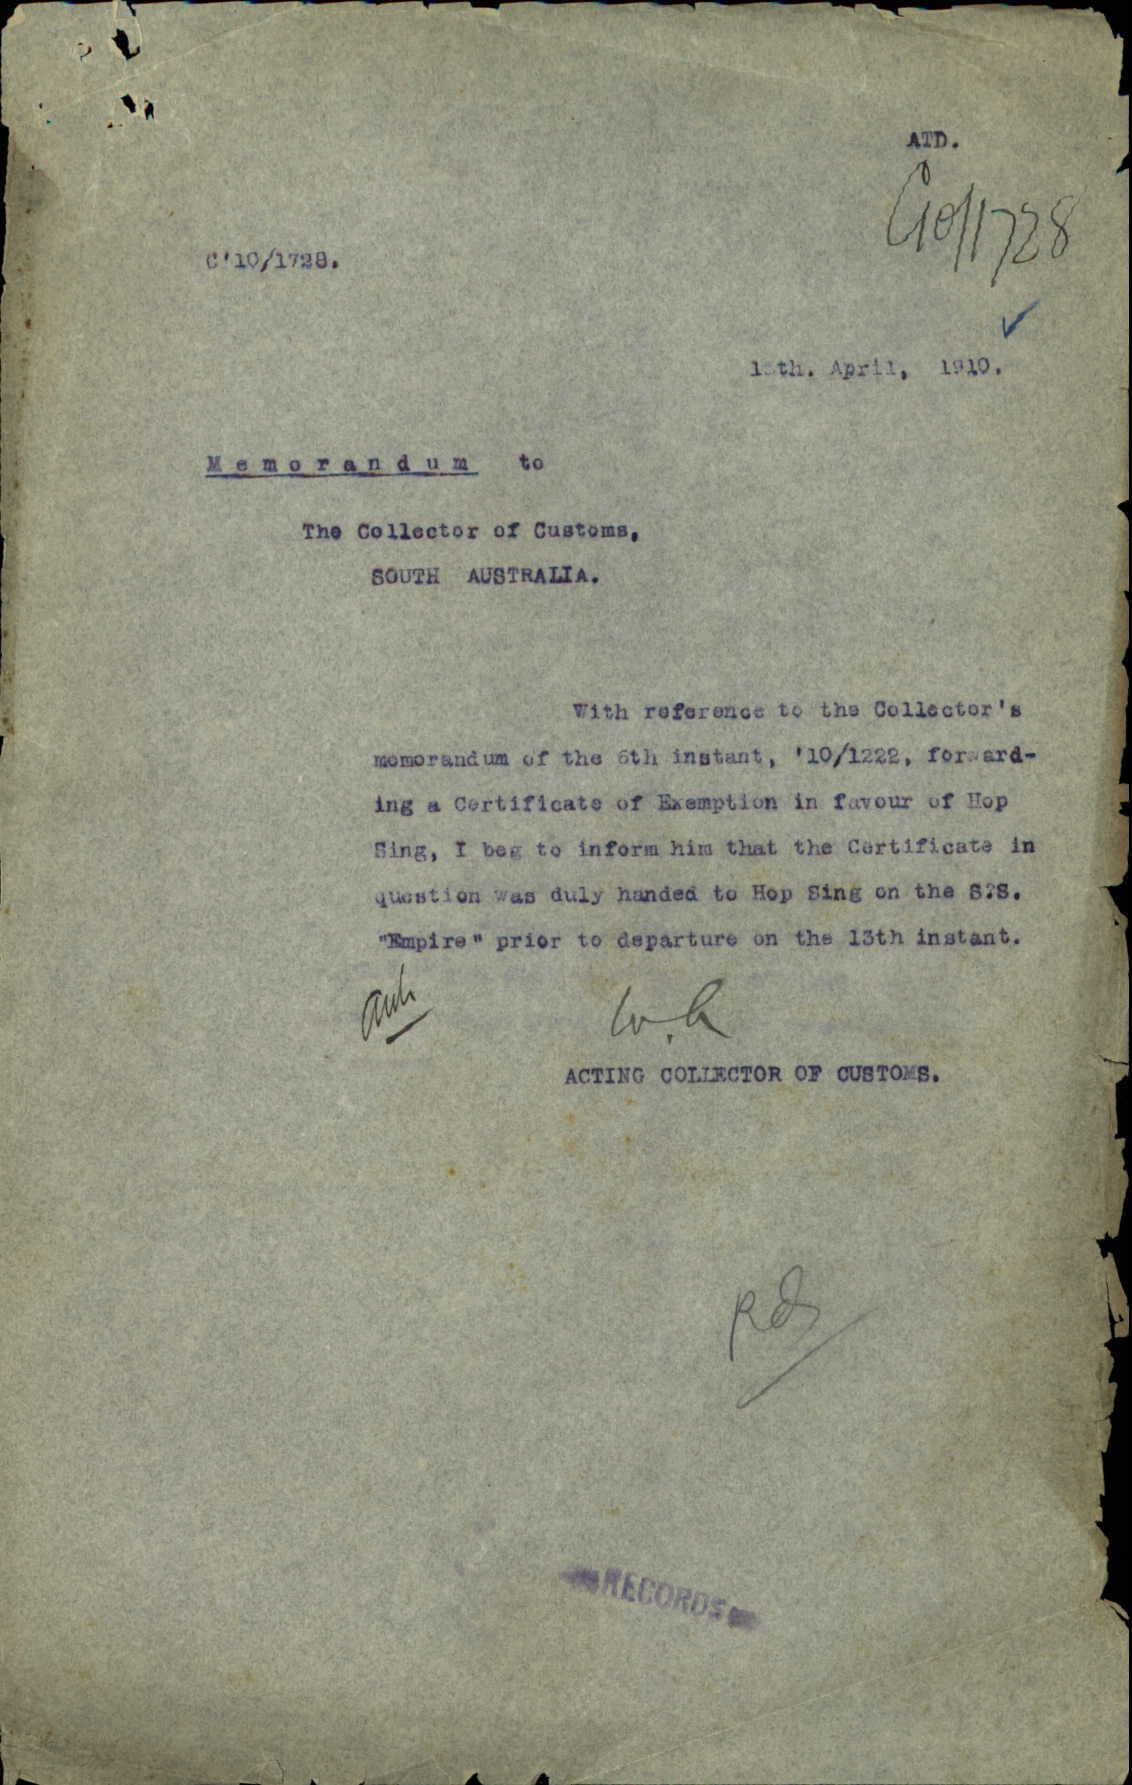 ATD.
C10/1728
C'10/1728.
April, 1910.
Memorandum to
The Collector of Customs,
SOUTH AUSTRALIA.
With reference to the Collector's
memorandum of the 6th instant, '10/1222, forward-
ing a Certificate of Exemption in favour of Hop
Sing, I beg to inform him that the Certificate in
question was duly handed to Hop Sing on the S.S.
"Empire" prior to departure on the 13th instant.
ACTING COLLECTOR OF CUSTOMS.
RECORDS